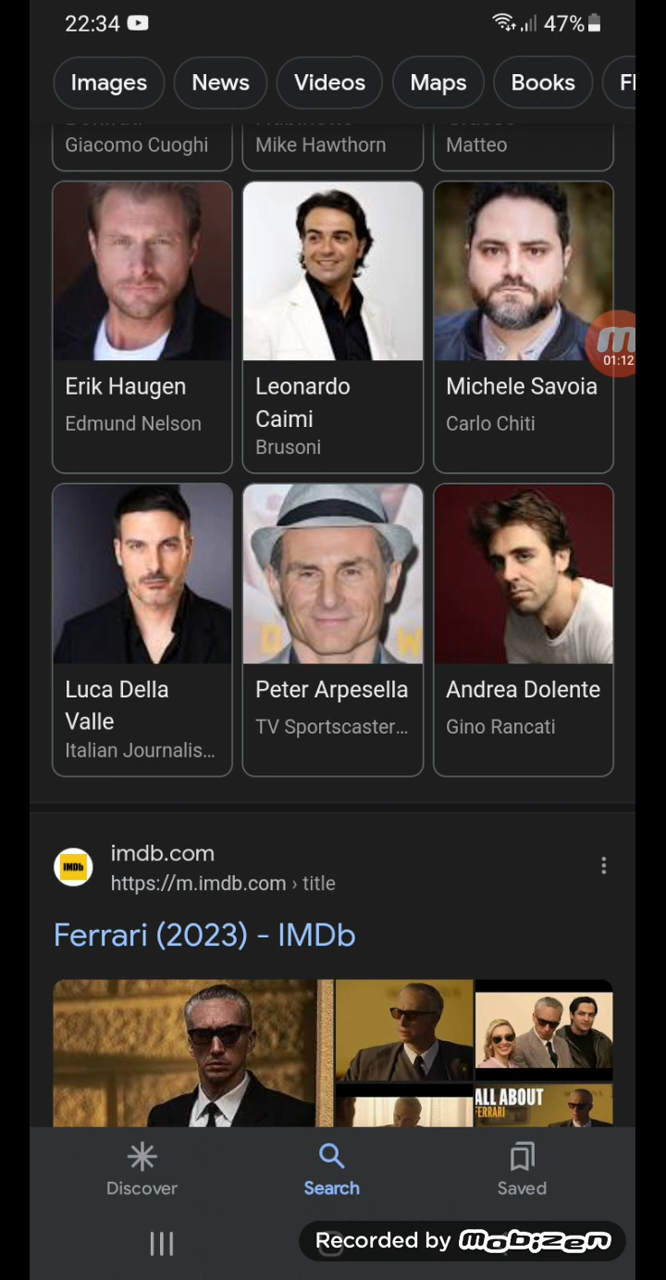 22:34
47%
Images
News
Videos
Maps
Books
Giacomo Cuoghi
Mike Hawthorn
Matteo
Erik Haugen
Edmund Nelson
Leonardo
Caimi
Brusoni
Michele Savoia
Carlo Chiti
01:12
Luca Della
Valle
Italian Journalis...
Peter Arpesella
TV Sportscaster...
Andrea Dolente
Gino Rancati
IMDb
imdb.com
https://m.imdb.com › title
Ferrari (2023) - IMDb
ALL ABOUT
FERRARI
Discover
Search
Saved
Recorded by mobizen